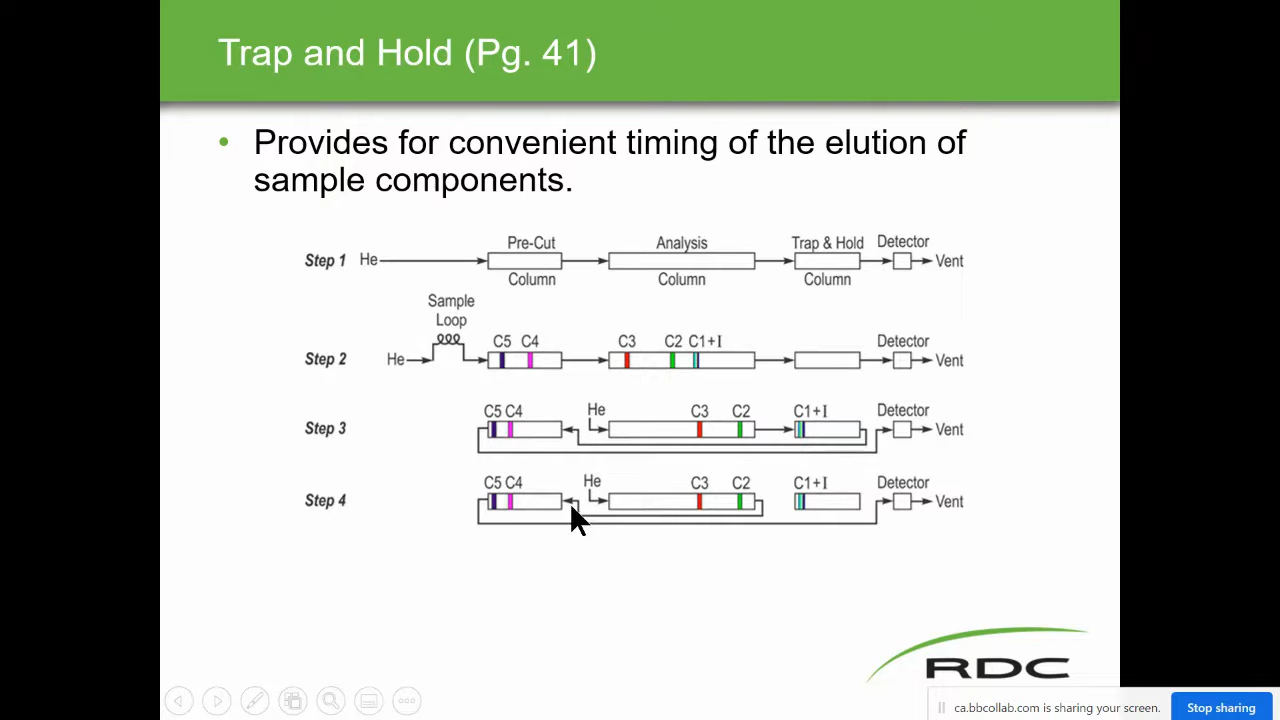 Trap and Hold (Pg. 41)
• Provides for convenient timing of the elution of
sample components.
Pre-Cut Analysis Trap & Hold Detector
Step 1 He Vent
Column Column Column
Sample
Loop
C5 C4 C3 C2 C1+I Detector
Step 2 He Vent
C5 C4 He C3 C2 C1+I Detector
Step 3 Vent
C5 C4 He C3 C2 C1+I Detector
Step 4 Vent
RDC
ca.bbcollab.com is sharing your screen. Stop sharing